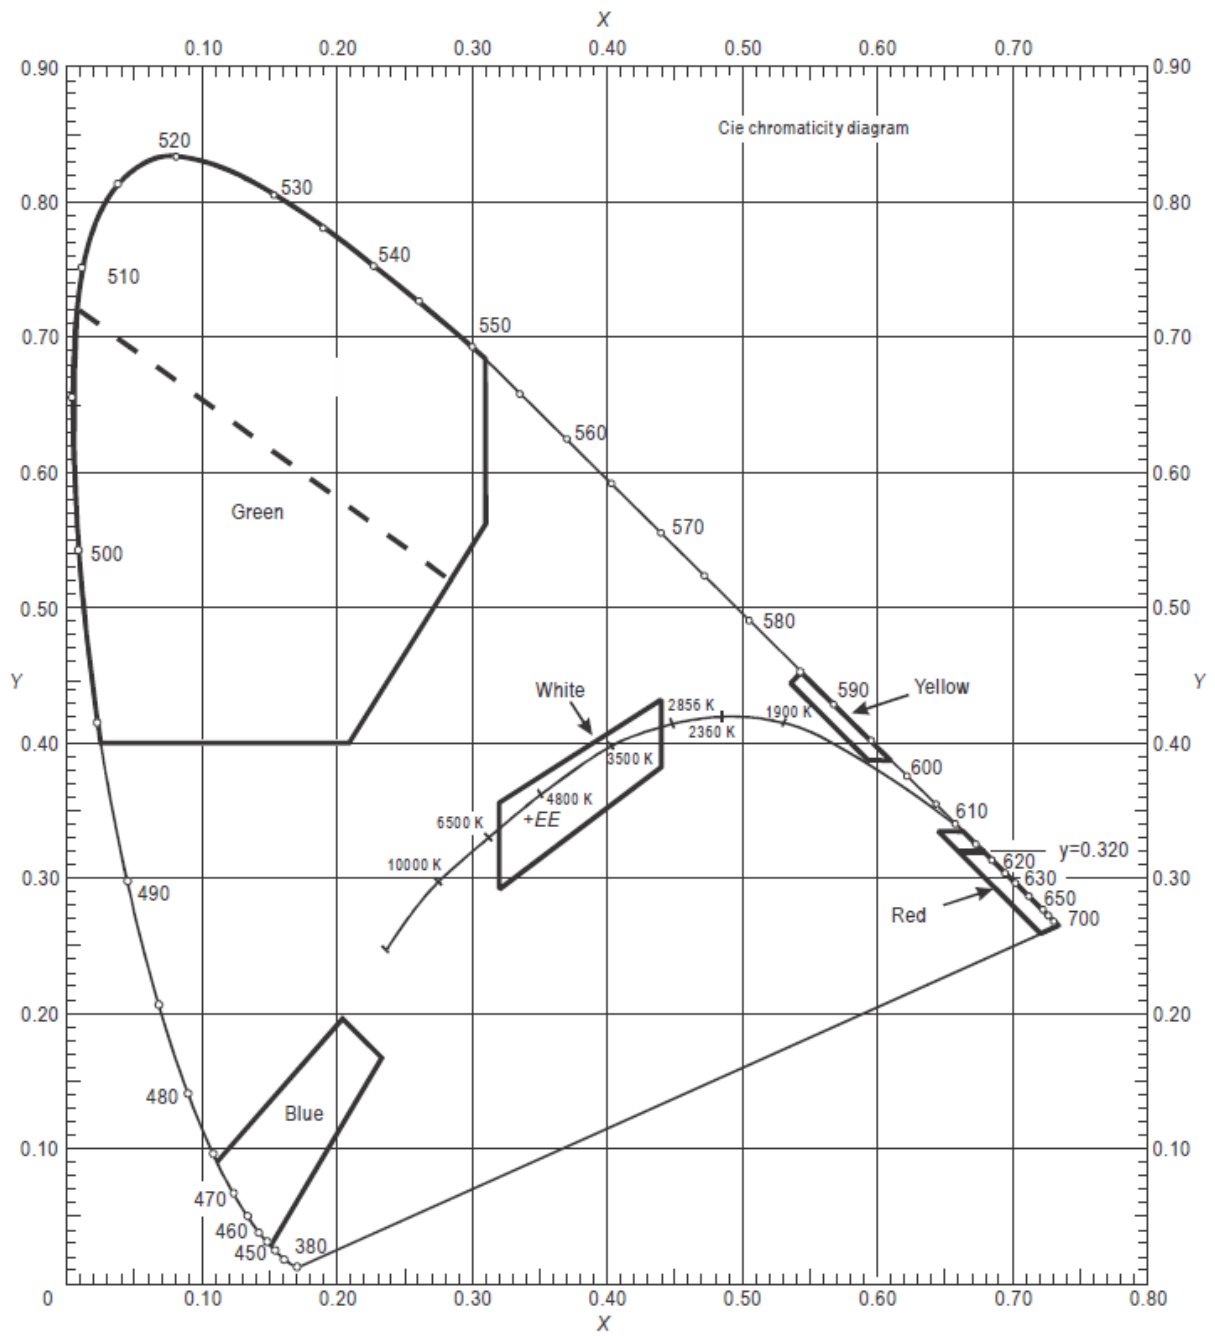 X
0.10 0.20 0.30 0.40 0.50 0.60 0.70
0.90 0.90
Cie chromaticity diagram
520
530
0.80 0.80
540
510
550
0.70 0.70
560
0.60 0.60
Green
570
500
0.50 0.50
580
Y Y
White
590 Yellow
2856 K
1900 K
2360 K
0.40 0.40
3500 K
600
4800 K
610
6500 K +EE
y=0.320
10000 K
620
0.30 0.30
630
490
650
Red
700
0.20 0.20
480
Blue
0.10 0.10
470
460
450 380
0 0.10 0.20 0.30 0.40 0.50 0.60 0.70 0.80
X